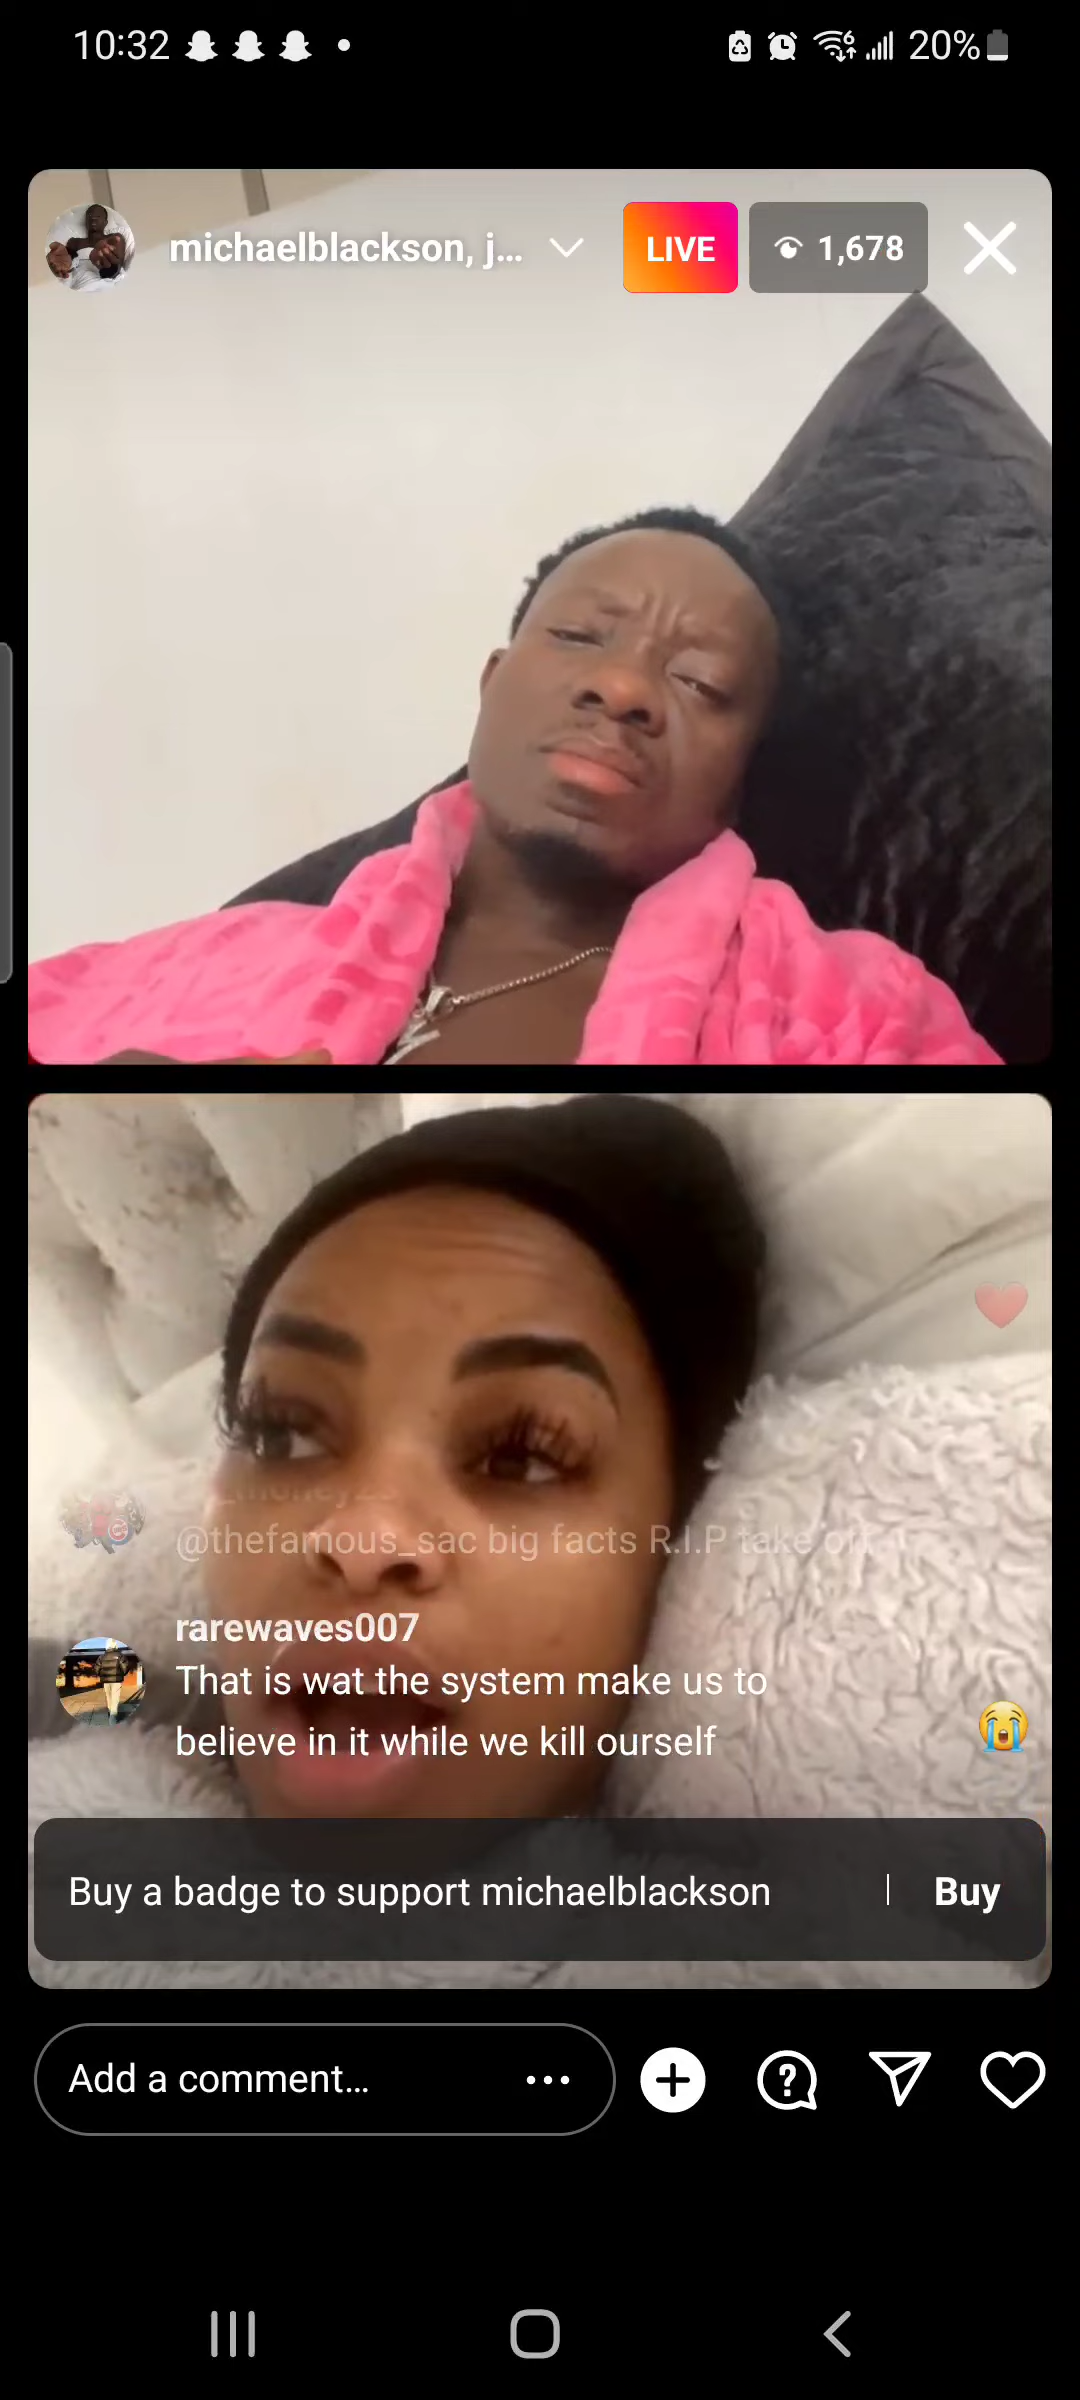 10:32
20%
michaelblackson, j...
LIVE
1,678
@thefamous_sac big facts R.I.P take off
rarewaves007
That is wat the system make us to
believe in it while we kill ourself
Buy a badge to support michaelblackson | Buy
Add a comment...